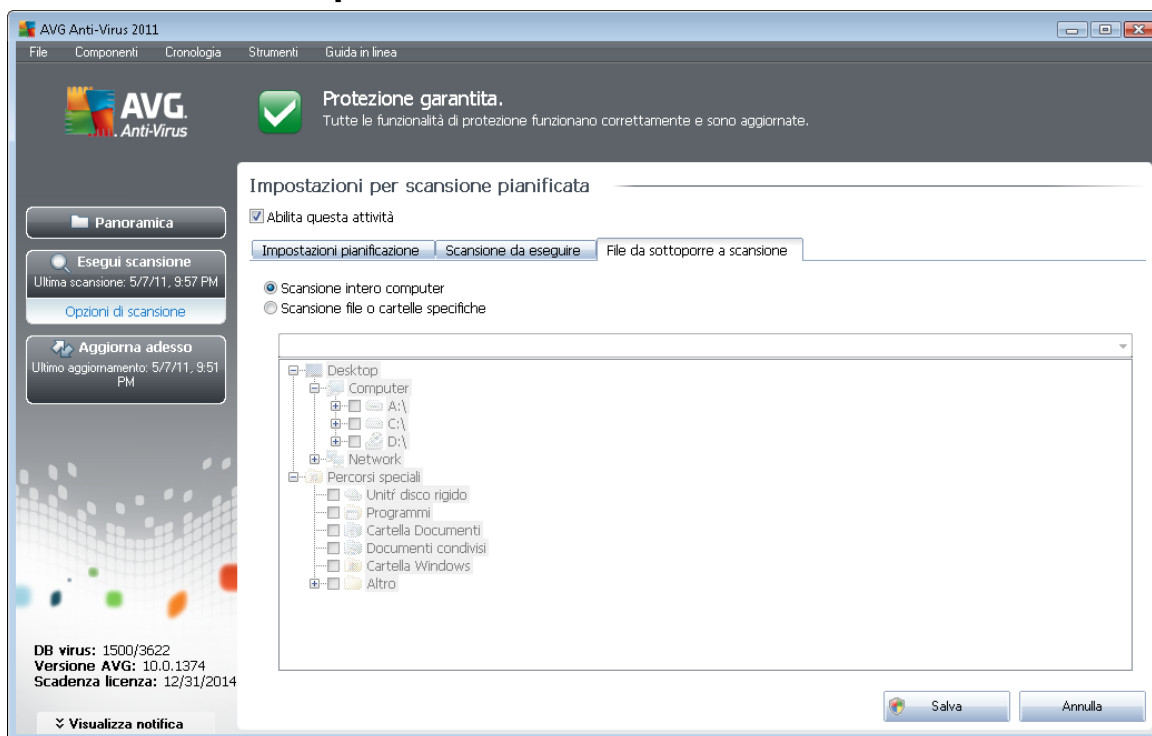 AVG Anti-Virus 2011
File Componenti Cronologia Strumenti Guida in linea
AVG.
Anti-Virus
Protezione garantita.
Tutte le funzionalità di protezione funzionano correttamente e sono aggiornate.
Panoramica
Esegui scansione
Ultima scansione: 5/7/11, 9:57 PM
Opzioni di scansione
Aggiorna adesso
Ultimo aggiornamento: 5/7/11, 9:51
PM
DB virus: 1500/3622
Versione AVG: 10.0.1374
Scadenza licenza: 12/31/2014
Visualizza notifica
Impostazioni per scansione pianificata
Abilita questa attività
Impostazioni pianificazione Scansione da eseguire File da sottoporre a scansione
Scansione intero computer
Scansione file o cartelle specifiche
Desktop
Computer
A:\
C:\
D:\
Network
Percorsi speciali
Unitŕ disco rigido
Programmi
Cartella Documenti
Documenti condivisi
Cartella Windows
Altro
Salva Annulla